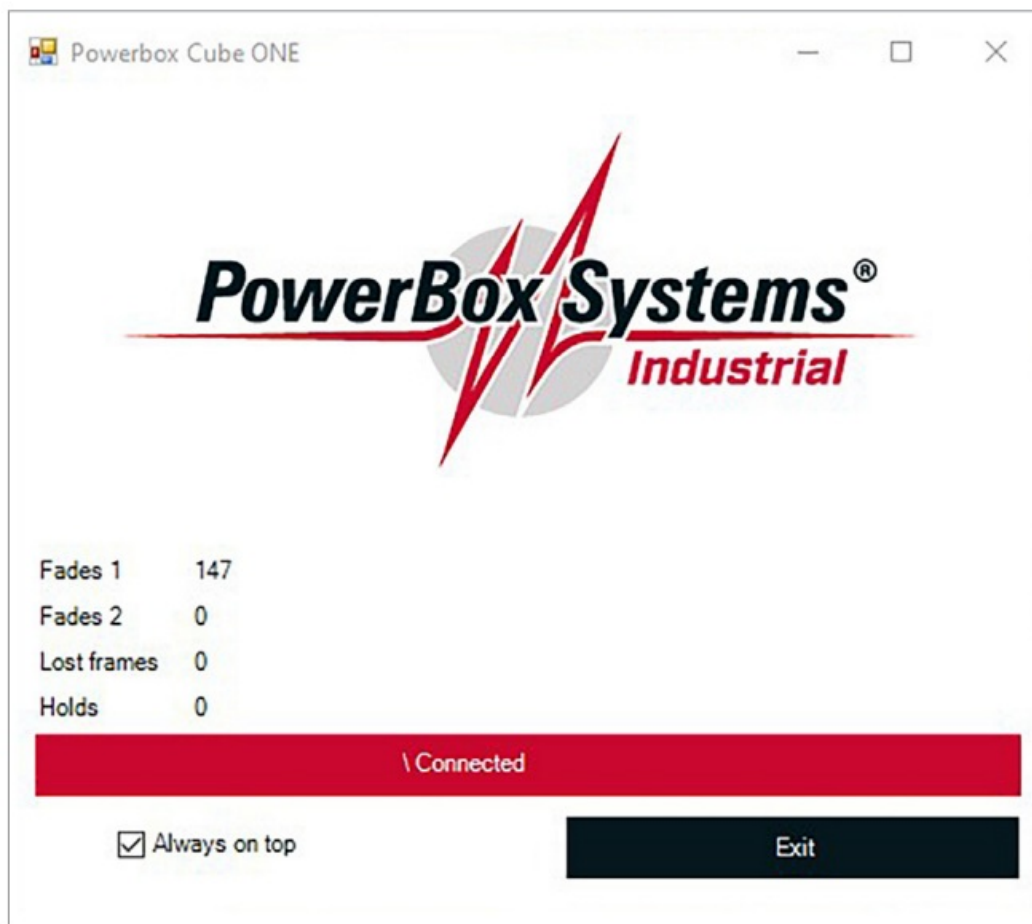 Powerbox Cube ONE
PowerBox Systems®
Industrial
Fades 1 147
Fades 2 0
Lost frames 0
Holds 0
\ Connected
Always on top
Exit